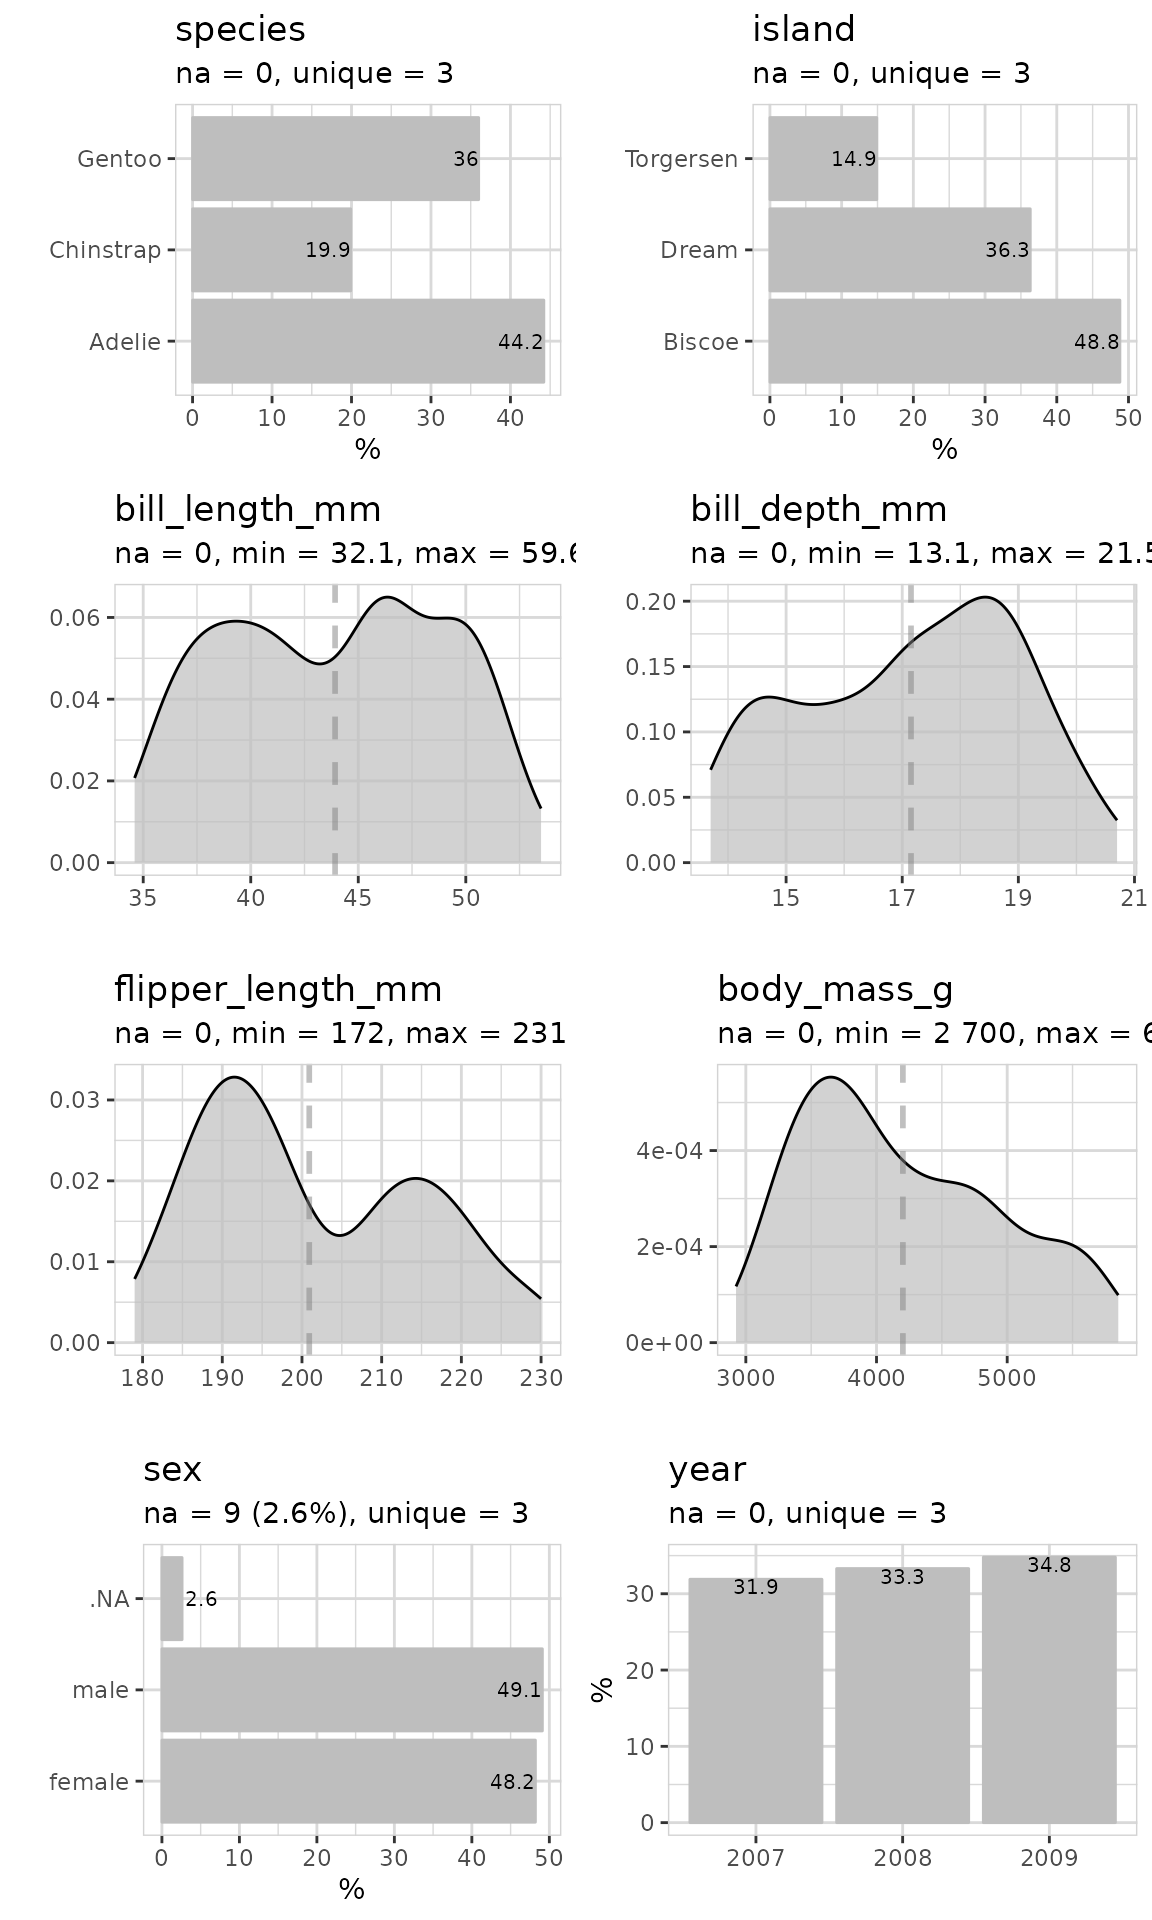 species
na = 0, unique = 3
Gentoo
36
Chinstrap
19.9
Adelie
44.2
0 10 20 30 40
%
island
na = 0, unique = 3
Torgersen
14.9
Dream
36.3
Biscoe
48.8
0 10 20 30 40 50
%
bill_length_mm
na = 0, min = 32.1, max = 59.6
0.06
0.04
0.02
0.00
35 40 45 50
bill_depth_mm
na = 0, min = 13.1, max = 21.5
0.20
0.15
0.10
0.05
0.00
15 17 19 21
flipper_length_mm
na = 0, min = 172, max = 231
0.03
0.02
0.01
0.00
180 190 200 210 220 230
body_mass_g
na = 0, min = 2 700, max = 6
4e-04
2e-04
0e+00
3000 4000 5000
sex
na = 9 (2.6%), unique = 3
.NA
2.6
male
49.1
female
48.2
0 10 20 30 40 50
%
year
na = 0, unique = 3
31.9 33.3 34.8
%
30
20
10
0
2007 2008 2009